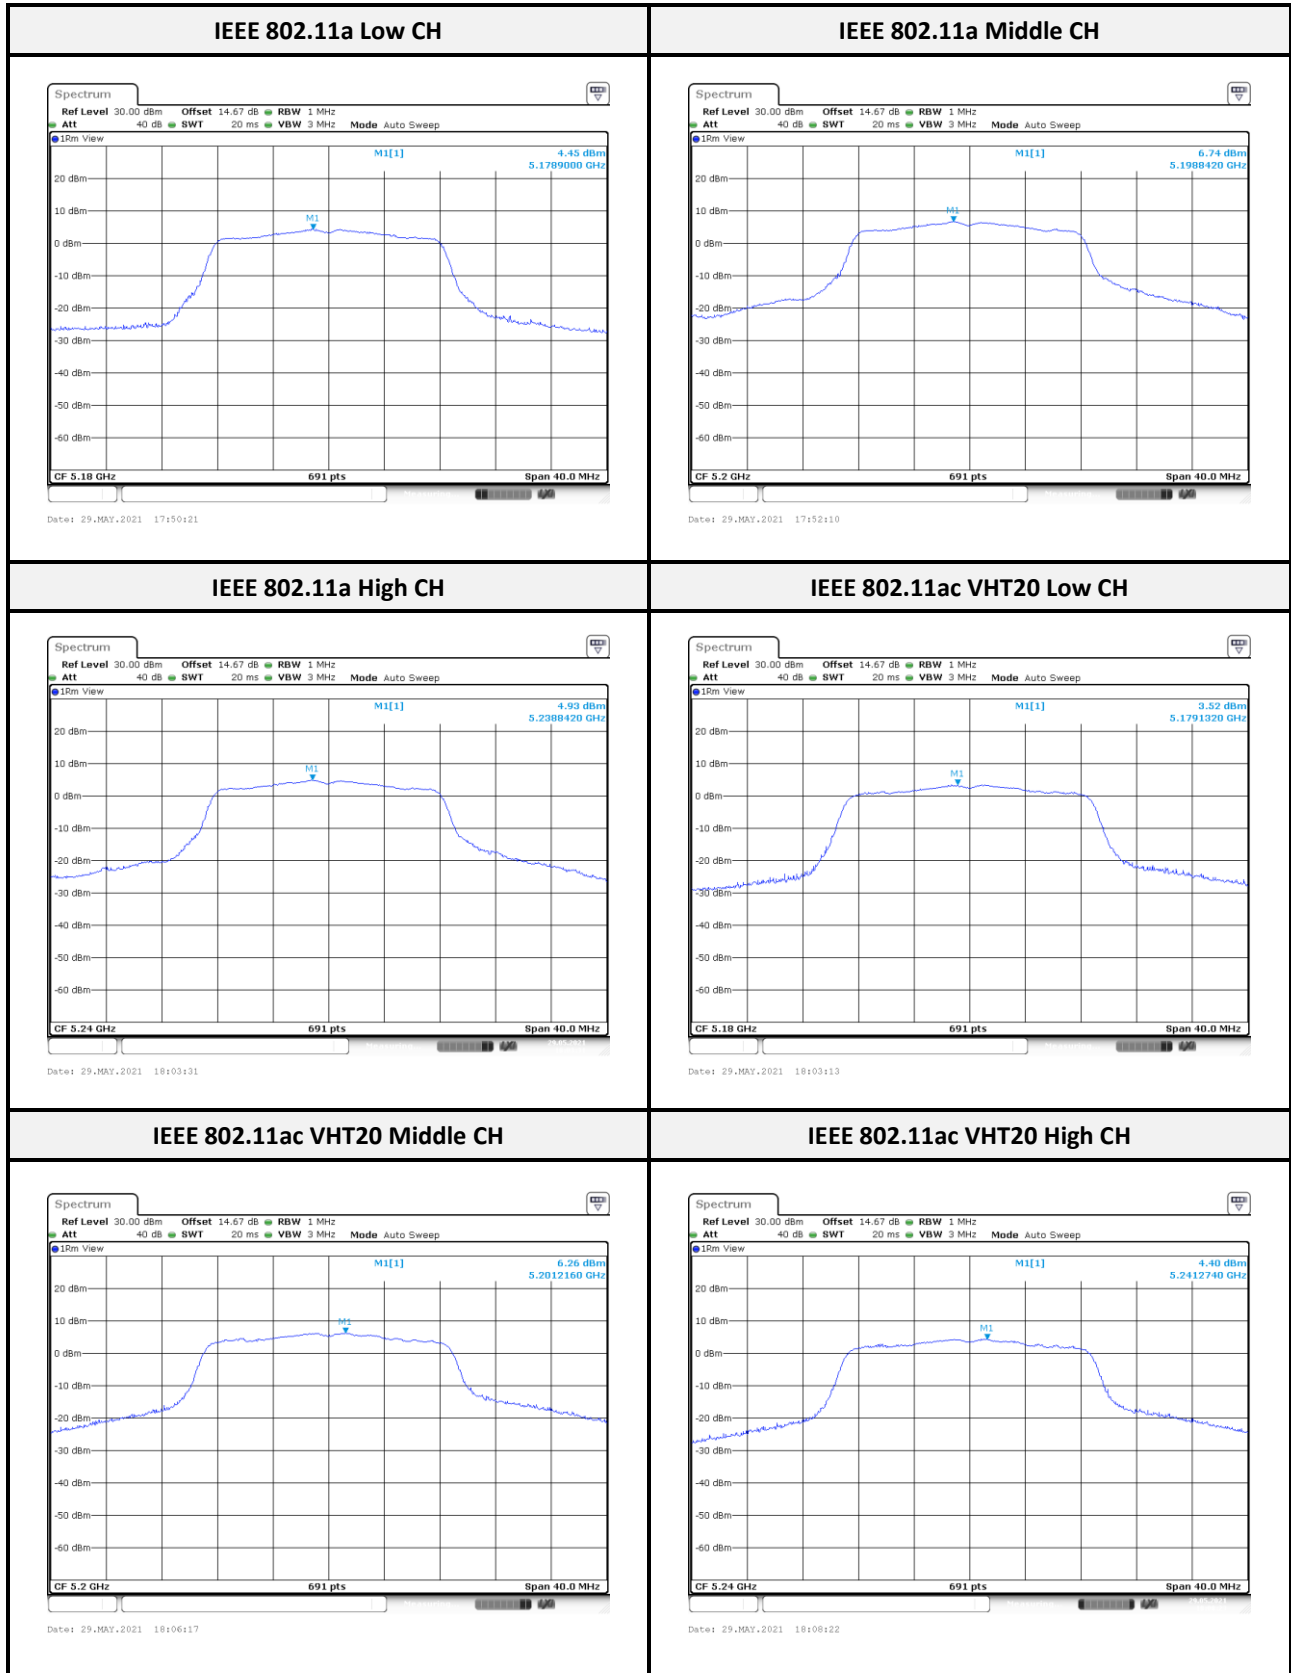 IEEE 802.11a Low CH
IEEE 802.11a Middle CH
Spectrum
Ref Level 30.00 dBm Offset 14.67 dB RBW 1 MHz
Att 40 dB SWT 20 ms VBW 3 MHz Mode Auto Sweep
1Rm View
M1[1] 4.45 dBm
5.1789000 GHz
20 dBm
10 dBm
M1
0 dBm
-10 dBm
-20 dBm
-30 dBm
-40 dBm
-50 dBm
-60 dBm
CF 5.18 GHz 691 pts Span 40.0 MHz
Date: 29.MAY.2021 17:50:21
Spectrum
Ref Level 30.00 dBm Offset 14.67 dB RBW 1 MHz
Att 40 dB SWT 20 ms VBW 3 MHz Mode Auto Sweep
1Rm View
M1[1] 6.74 dBm
5.1988420 GHz
20 dBm
10 dBm
M1
0 dBm
-10 dBm
-20 dBm
-30 dBm
-40 dBm
-50 dBm
-60 dBm
CF 5.2 GHz 691 pts Span 40.0 MHz
Date: 29.MAY.2021 17:52:10
IEEE 802.11a High CH
IEEE 802.11ac VHT20 Low CH
Spectrum
Ref Level 30.00 dBm Offset 14.67 dB RBW 1 MHz
Att 40 dB SWT 20 ms VBW 3 MHz Mode Auto Sweep
1Rm View
M1[1] 4.93 dBm
5.2388420 GHz
20 dBm
10 dBm
M1
0 dBm
-10 dBm
-20 dBm
-30 dBm
-40 dBm
-50 dBm
-60 dBm
CF 5.24 GHz 691 pts Span 40.0 MHz
Date: 29.MAY.2021 18:03:31
Spectrum
Ref Level 30.00 dBm Offset 14.67 dB RBW 1 MHz
Att 40 dB SWT 20 ms VBW 3 MHz Mode Auto Sweep
1Rm View
M1[1] 3.52 dBm
5.1791320 GHz
20 dBm
10 dBm
M1
0 dBm
-10 dBm
-20 dBm
-30 dBm
-40 dBm
-50 dBm
-60 dBm
CF 5.18 GHz 691 pts Span 40.0 MHz
Date: 29.MAY.2021 18:03:13
IEEE 802.11ac VHT20 Middle CH
IEEE 802.11ac VHT20 High CH
Spectrum
Ref Level 30.00 dBm Offset 14.67 dB RBW 1 MHz
Att 40 dB SWT 20 ms VBW 3 MHz Mode Auto Sweep
1Rm View
M1[1] 6.26 dBm
5.2012160 GHz
20 dBm
10 dBm
M1
0 dBm
-10 dBm
-20 dBm
-30 dBm
-40 dBm
-50 dBm
-60 dBm
CF 5.2 GHz 691 pts Span 40.0 MHz
Date: 29.MAY.2021 18:06:17
Spectrum
Ref Level 30.00 dBm Offset 14.67 dB RBW 1 MHz
Att 40 dB SWT 20 ms VBW 3 MHz Mode Auto Sweep
1Rm View
M1[1] 4.40 dBm
5.2412740 GHz
20 dBm
10 dBm
M1
0 dBm
-10 dBm
-20 dBm
-30 dBm
-40 dBm
-50 dBm
-60 dBm
CF 5.24 GHz 691 pts Span 40.0 MHz
Date: 29.MAY.2021 18:08:22